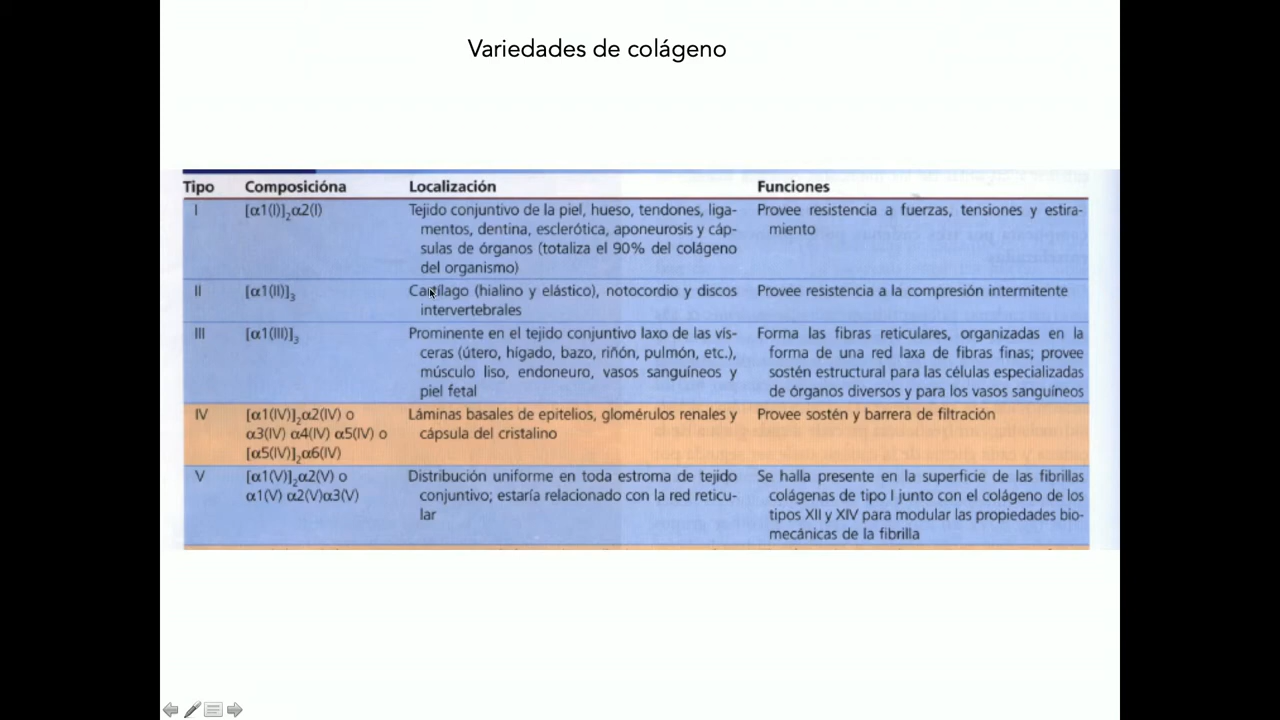 Variedades de colágeno
Tipo Composicióna Localización Funciones
I [α1(I)]₂α2(I) Tejido conjuntivo de la piel, hueso, tendones, liga- Provee resistencia a fuerzas, tensiones y estira-
mentos, dentina, esclerótica, aponeurosis y cáp- miento
sulas de órganos (totaliza el 90% del colágeno
del organismo)
II [α1(II)]₃ Cartílago (hialino y elástico), notocordio y discos Provee resistencia a la compresión intermitente
intervertebrales
III [α1(III)]₃ Prominente en el tejido conjuntivo laxo de las vís- Forma las fibras reticulares, organizadas en la
ceras (útero, hígado, bazo, riñón, pulmón, etc.), forma de una red laxa de fibras finas; provee
músculo liso, endoneuro, vasos sanguíneos y sostén estructural para las células especializadas
piel fetal de órganos diversos y para los vasos sanguíneos
IV [α1(IV)]₂α2(IV) o Láminas basales de epitelios, glomérulos renales y Provee sostén y barrera de filtración
α3(IV) α4(IV) α5(IV) o cápsula del cristalino
[α5(IV)]₂α6(IV)
V [α1(V)]₂α2(V) o Distribución uniforme en toda estroma de tejido Se halla presente en la superficie de las fibrillas
α1(V) α2(V)α3(V) conjuntivo; estaría relacionado con la red reticu- colágenas de tipo I junto con el colágeno de los
lar tipos XII y XIV para modular las propiedades bio-
mecánicas de la fibrilla